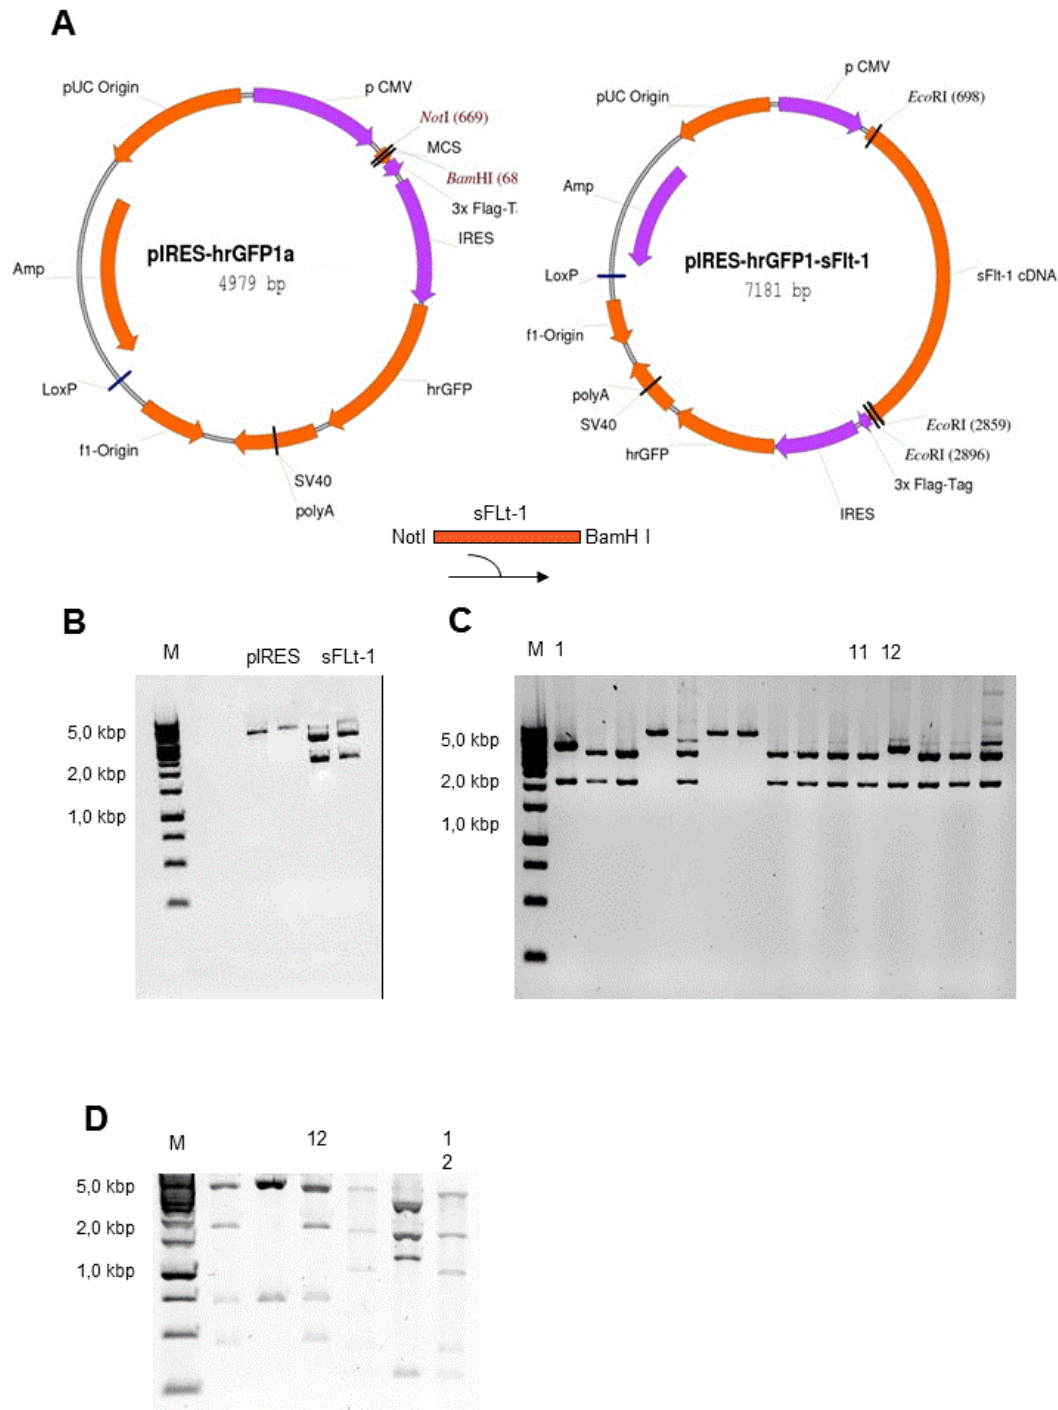 A
pUC Origin
p CMV
NotI (669)
MCS
BamHI (68
3x Flag-T
IRES
Amp
pIRES-hrGFP1a
4979 bp
LoxP
hrGFP
f1-Origin
SV40
polyA
p CMV
pUC Origin
EcoRI (698)
Amp
pIRES-hrGFP1-sFlt-1
7181 bp
LoxP
sFlt-1 cDNA
f1-Origin
polyA
SV40
hrGFP
EcoRI (2859)
EcoRI (2896)
3x Flag-Tag
IRES
sFLt-1
NotI BamH I
B
M pIRES sFLt-1
5,0 kbp
2,0 kbp
1,0 kbp
C
M 1 11 12
5,0 kbp
2,0 kbp
1,0 kbp
D
M 12 1
2
5,0 kbp
2,0 kbp
1,0 kbp